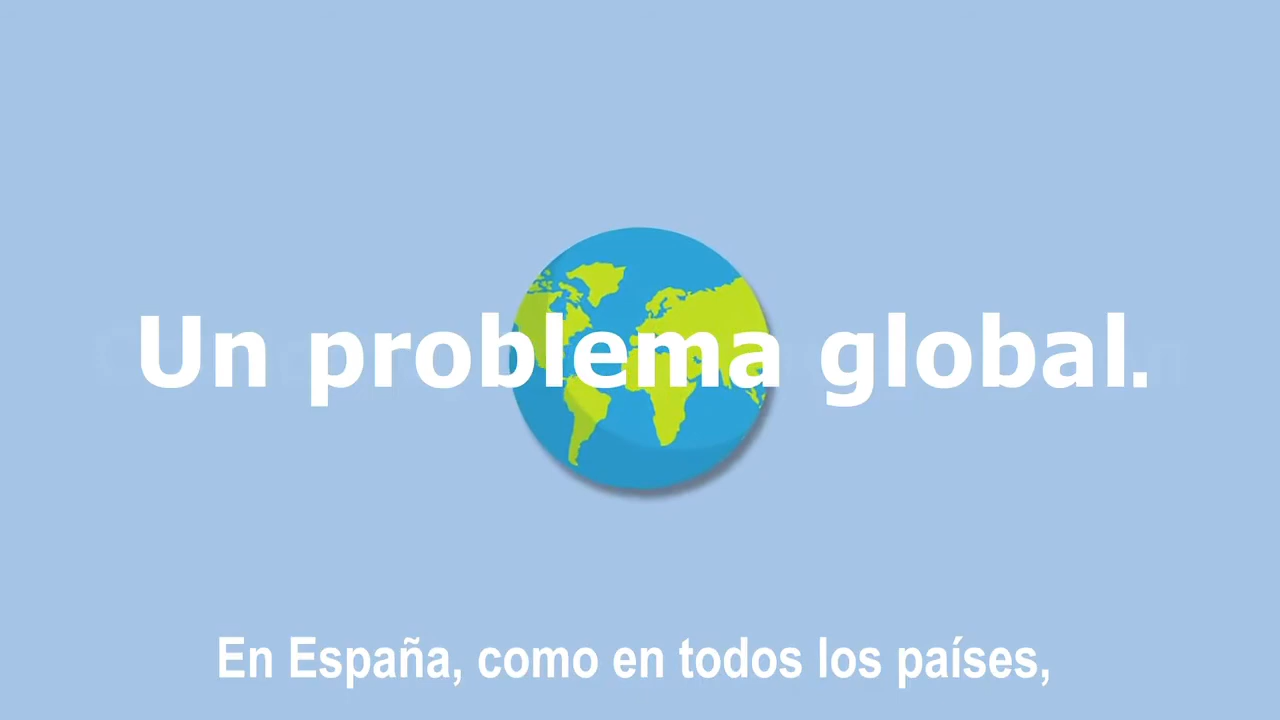 Un problema global.
En España, como en todos los países,